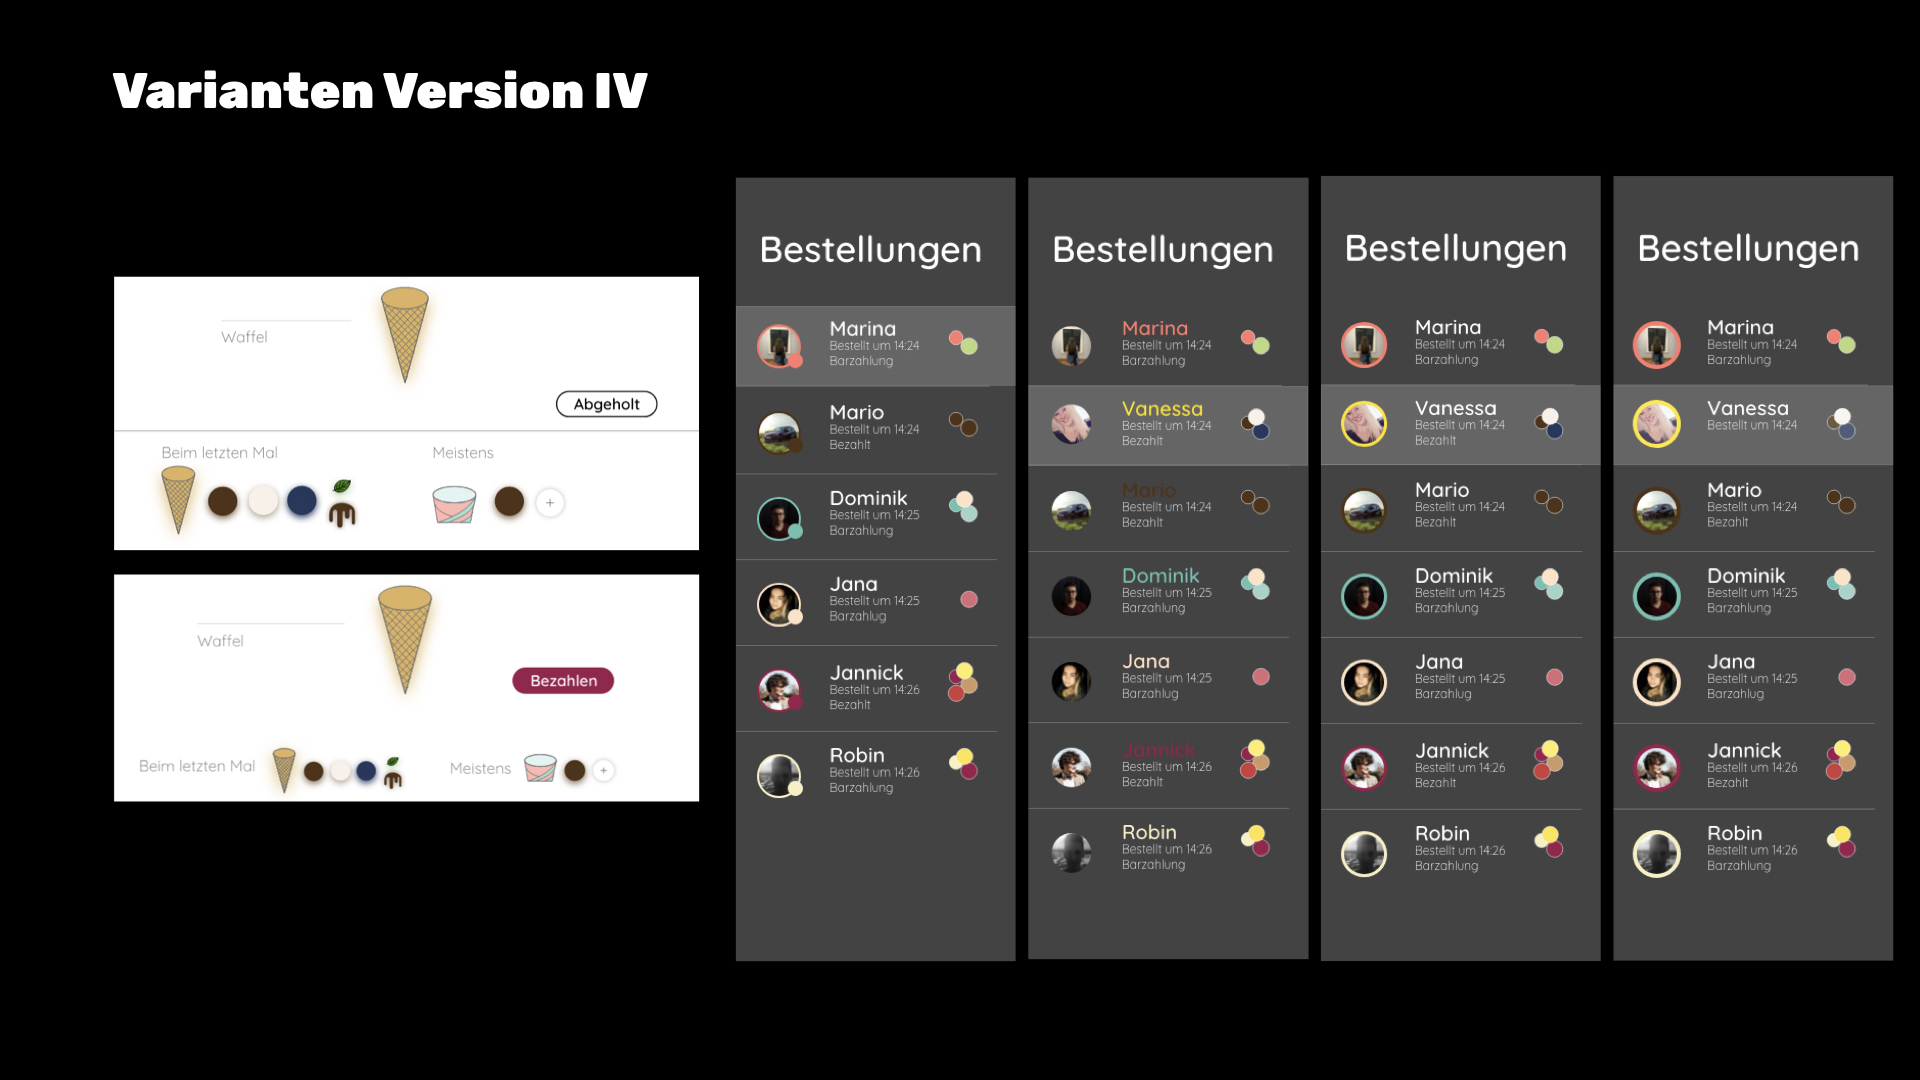 Varianten Version IV
Waffel
Abgeholt
Beim letzten Mal
Meistens
+
Waffel
Bezahlen
Beim letzten Mal
Meistens
+
Bestellungen
Marina
Bestellt um 14:24
Barzahlung
Mario
Bestellt um 14:24
Bezahlt
Dominik
Bestellt um 14:25
Barzahlung
Jana
Bestellt um 14:25
Barzahlug
Jannick
Bestellt um 14:26
Bezahlt
Robin
Bestellt um 14:26
Barzahlung
Bestellungen
Marina
Bestellt um 14:24
Barzahlung
Vanessa
Bestellt um 14:24
Bezahlt
Mario
Bestellt um 14:24
Bezahlt
Dominik
Bestellt um 14:25
Barzahlung
Jana
Bestellt um 14:25
Barzahlug
Jannick
Bestellt um 14:26
Bezahlt
Robin
Bestellt um 14:26
Barzahlung
Bestellungen
Marina
Bestellt um 14:24
Barzahlung
Vanessa
Bestellt um 14:24
Bezahlt
Mario
Bestellt um 14:24
Bezahlt
Dominik
Bestellt um 14:25
Barzahlung
Jana
Bestellt um 14:25
Barzahlug
Jannick
Bestellt um 14:26
Bezahlt
Robin
Bestellt um 14:26
Barzahlung
Bestellungen
Marina
Bestellt um 14:24
Barzahlung
Vanessa
Bestellt um 14:24
Mario
Bestellt um 14:24
Bezahlt
Dominik
Bestellt um 14:25
Barzahlung
Jana
Bestellt um 14:25
Barzahlug
Jannick
Bestellt um 14:26
Bezahlt
Robin
Bestellt um 14:26
Barzahlung